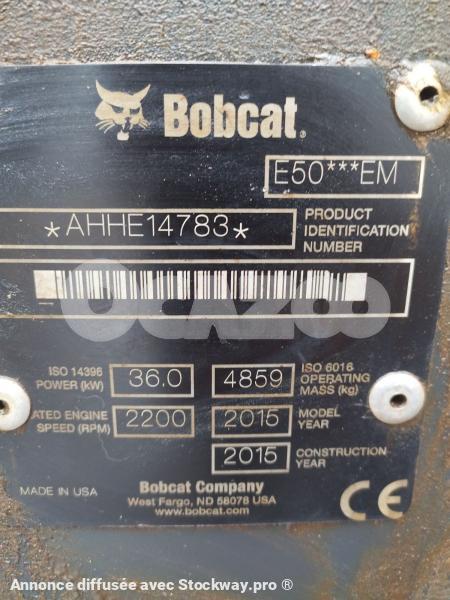 Bobcat®
E50***EM
*AHHE14783*
PRODUCT
IDENTIFICATION
NUMBER
OCAZOO
ISO 14396
POWER (kW)
36.0
4859
ISO 6016
OPERATING
MASS (kg)
ATED ENGINE
SPEED (RPM)
2200
2015
MODEL
YEAR
2015
CONSTRUCTION
YEAR
MADE IN USA
Bobcat Company
West Fargo, ND 58078 USA
www.bobcat.com
CE
Annonce diffusée avec Stockway.pro ®